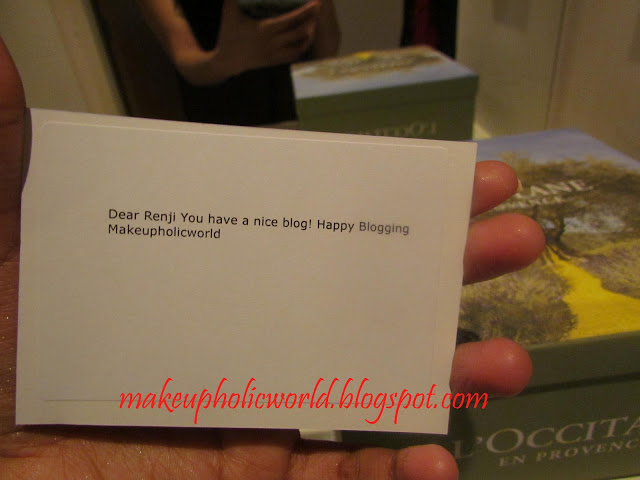 Dear Renji You have a nice blog! Happy Blogging
Makeupholicworld
makeupholicworld.blogspot.com
L'OCCITA
EN PROVENC